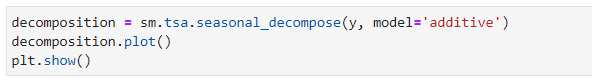 decomposition = sm.tsa.seasonal_decompose(y, model='additive')
decomposition.plot()
plt.show()